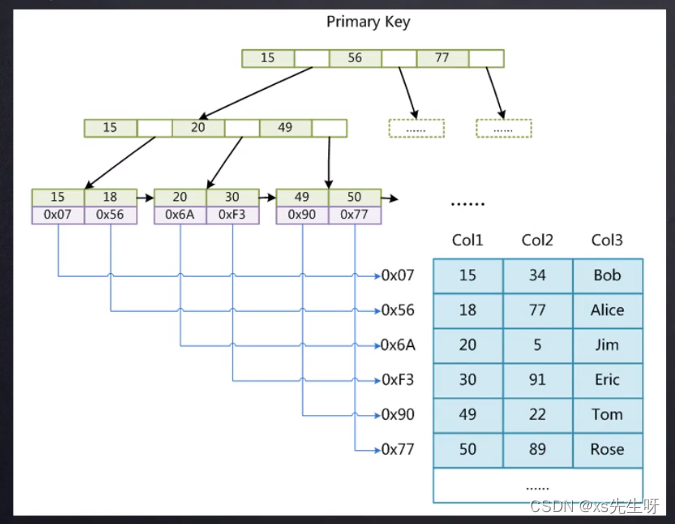 Primary Key
15 56 77
15 20 49
...... ......
15 18 20 30 49 50
0x07 0x56 0x6A 0xF3 0x90 0x77
......
Col1 Col2 Col3
0x07 15 34 Bob
0x56 18 77 Alice
0x6A 20 5 Jim
0xF3 30 91 Eric
0x90 49 22 Tom
0x77 50 89 Rose
......
CSDN @xs先生呀